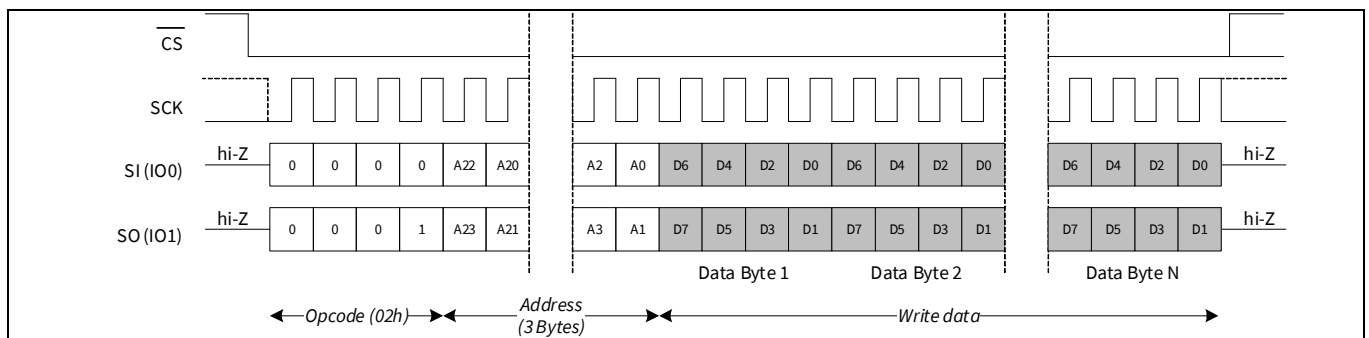 CS
SCK
hi-Z 0 0 0 0 A22 A20 A2 A0 D6 D4 D2 D0 D6 D4 D2 D0 D6 D4 D2 D0 hi-Z
SI (IO0)
hi-Z 0 0 0 1 A23 A21 A3 A1 D7 D5 D3 D1 D7 D5 D3 D1 D7 D5 D3 D1 hi-Z
SO (IO1)
Data Byte 1 Data Byte 2 Data Byte N
Opcode (02h) Address Write data
(3 Bytes)